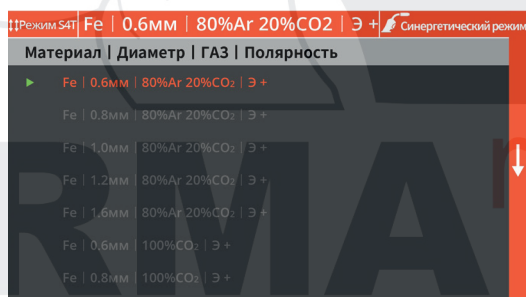 Режим S4T Fe | 0.6мм | 80%Ar 20%CO2 | Э + Синергетический режим
Материал | Диаметр | ГАЗ | Полярность
Fe | 0.6мм | 80%Ar 20%CO2 | Э +
Fe | 0.8мм | 80%Ar 20%CO2 | Э +
Fe | 1.0мм | 80%Ar 20%CO2 | Э +
Fe | 1.2мм | 80%Ar 20%CO2 | Э +
Fe | 1.6мм | 80%Ar 20%CO2 | Э +
Fe | 0.6мм | 100%CO2 | Э +
Fe | 0.8мм | 100%CO2 | Э +
RMA